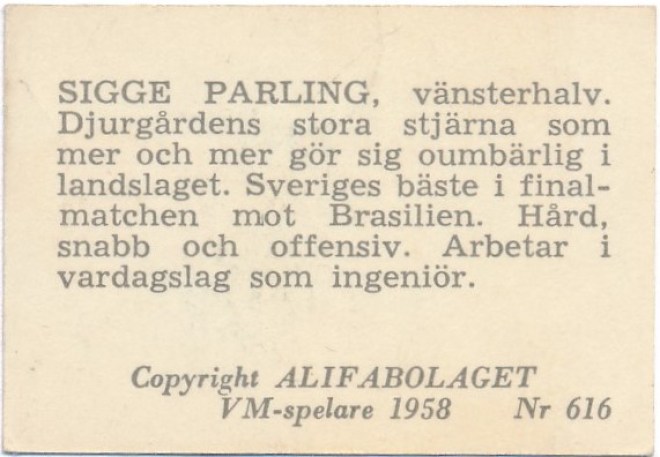 SIGGE PARLING, vänsterhalv.
Djurgårdens stora stjärna som
mer och mer gör sig oumbärlig i
landslaget. Sveriges bäste i final-
matchen mot Brasilien. Hård,
snabb och offensiv. Arbetar i
vardagslag som ingeniör.
Copyright ALIFABOLAGET
VM-spelare 1958 Nr 616